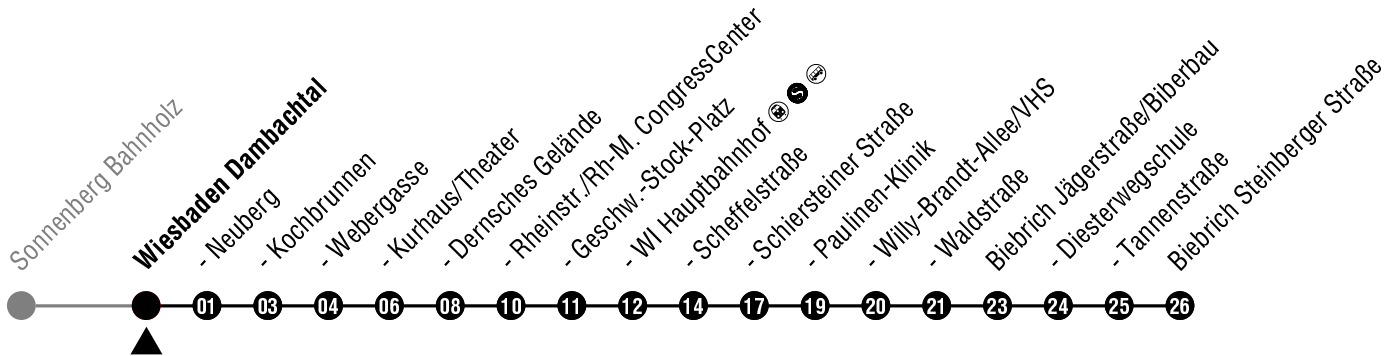 Sonnenberg Bahnholz
Wiesbaden Dambachtal
- Neuberg
- Kochbrunnen
- Webergasse
- Kurhaus/Theater
- Dernsches Gelände
- Rheinstr./Rh-M. CongressCenter
- Geschw.-Stock-Platz
- WI Hauptbahnhof DB S
- Scheffelstraße
- Schiersteiner Straße
- Paulinen-Klinik
- Willy-Brandt-Allee/VHS
- Wadstraße
Biebrich Jägerstraße/Biberbau
- Diesterwegschule
- Tannenstraße
Biebrich Steinberger Straße
01 03 04 06 08 10 11 12 14 17 19 20 21 23 24 25 26